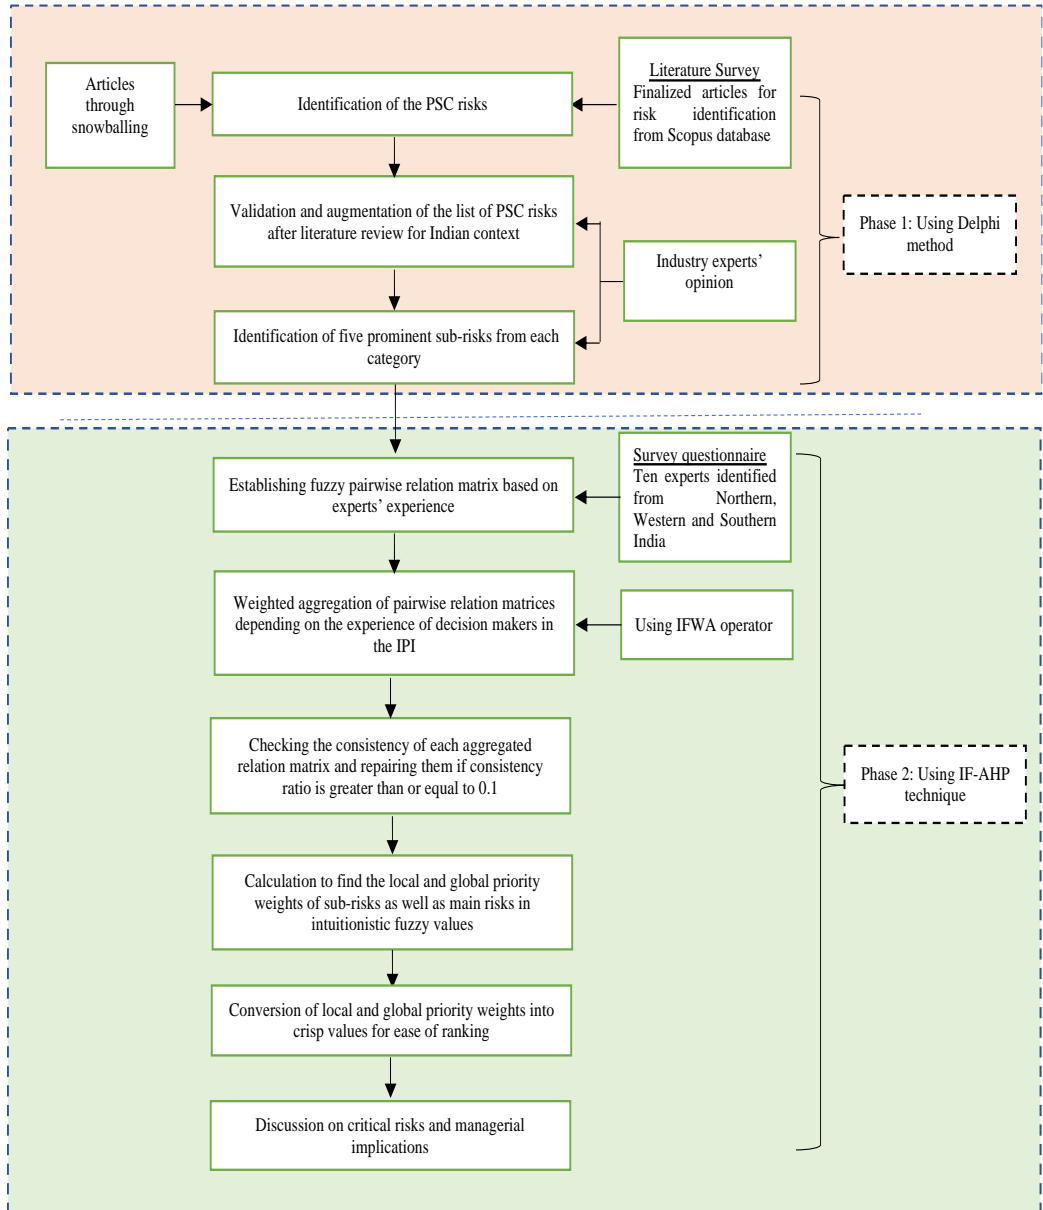 Articles
through
snowballing
Identification of the PSC risks
Literature Survey
Finalized articles for
risk identification
from Scopus database
Validation and augmentation of the list of PSC risks
after literature review for Indian context
Industry experts’
opinion
Identification of five prominent sub-risks from each
category
Phase 1: Using Delphi
method
Establishing fuzzy pairwise relation matrix based on
experts’ experience
Survey questionnaire
Ten experts identified
from Northern,
Western and Southern
India
Weighted aggregation of pairwise relation matrices
depending on the experience of decision makers in
the IPI
Using IFWA operator
Checking the consistency of each aggregated
relation matrix and repairing them if consistency
ratio is greater than or equal to 0.1
Phase 2: Using IF-AHP
technique
Calculation to find the local and global priority
weights of sub-risks as well as main risks in
intuitionistic fuzzy values
Conversion of local and global priority weights into
crisp values for ease of ranking
Discussion on critical risks and managerial
implications